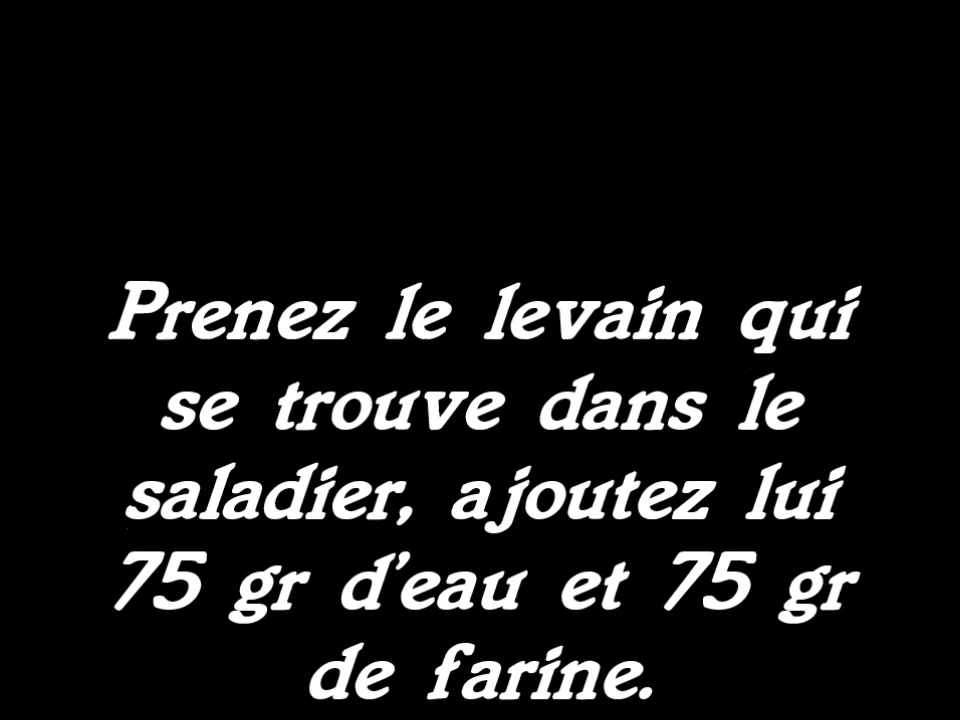 Prenez le levain qui
se trouve dans le
saladier, ajoutez lui
75 gr d'eau et 75 gr
de farine.